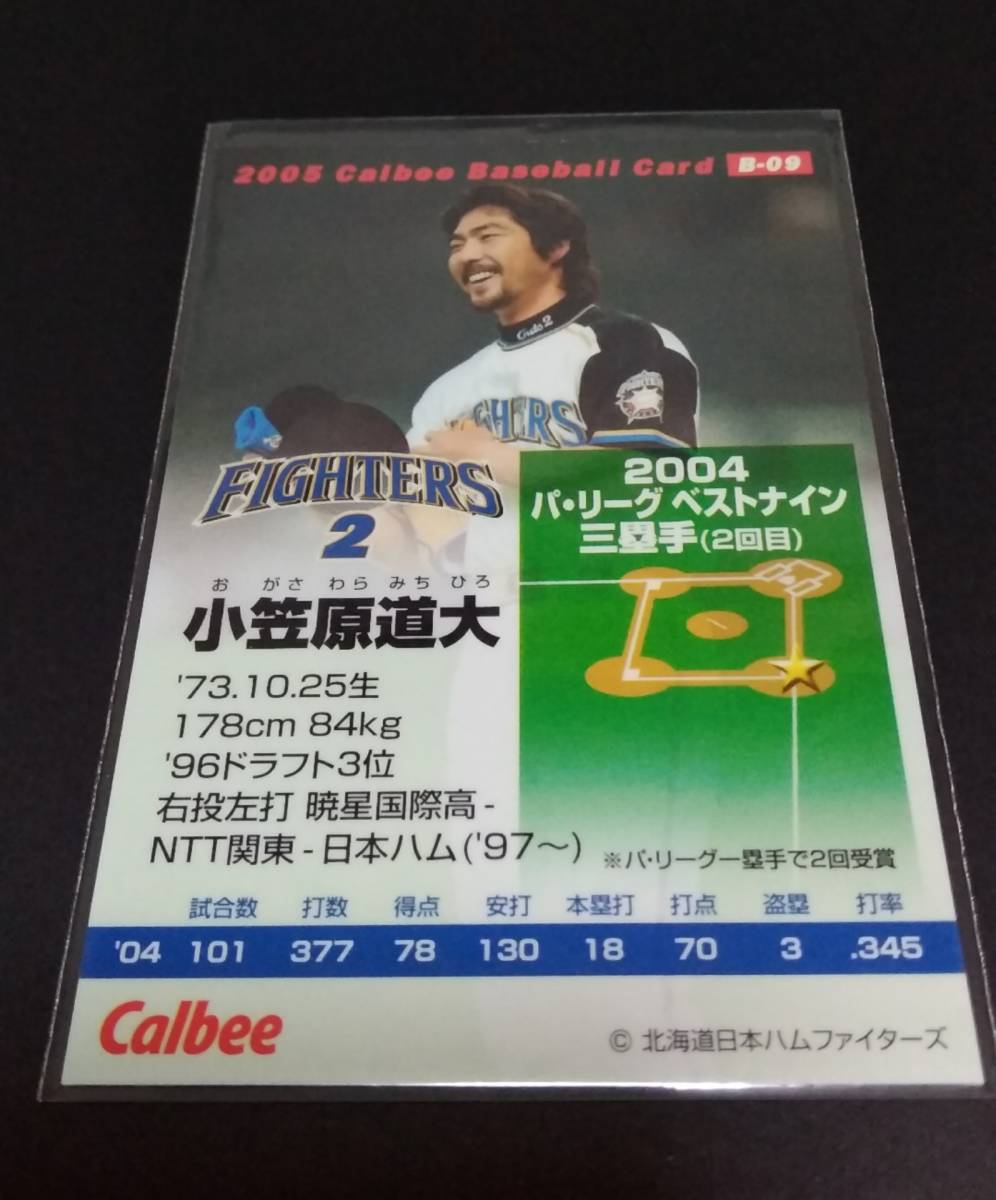 2005 Calbee Baseball Card B-09
Guts 2
FIGHTERS
FIGHTERS
2
2004
パ・リーグ ベストナイン
三塁手(2回目)
お がさ わら みち ひろ
小笠原道大
'73.10.25生
178cm 84kg
'96ドラフト3位
右投左打 暁星国際高-
NTT関東-日本ハム('97〜)
※パ・リーグ一塁手で2回受賞
試合数 打数 得点 安打 本塁打 打点 盗塁 打率
'04 101 377 78 130 18 70 3 .345
Calbee
© 北海道日本ハムファイターズ